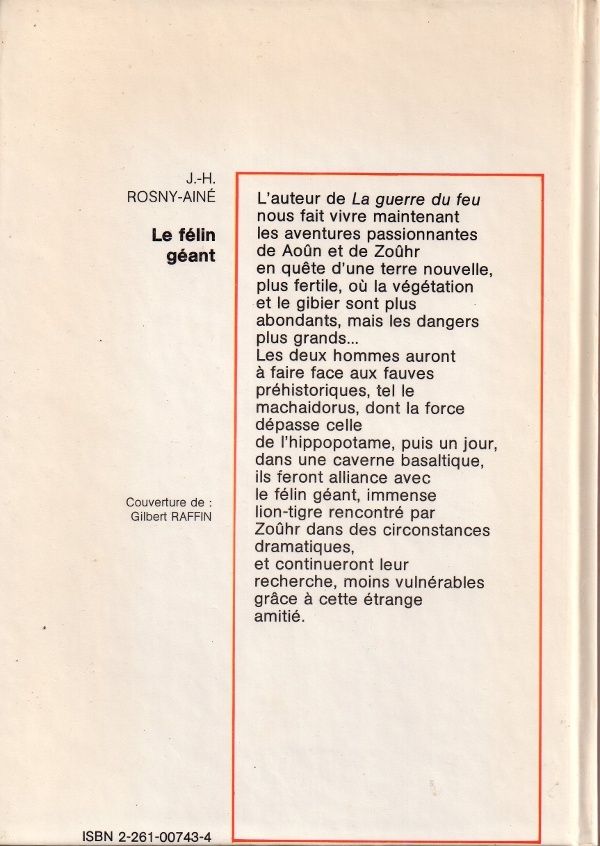 J.-H.
ROSNY-AINÉ
Le félin
géant
L'auteur de La guerre du feu
nous fait vivre maintenant
les aventures passionnantes
de Aoûn et de Zoûhr
en quête d'une terre nouvelle,
plus fertile, où la végétation
et le gibier sont plus
abondants, mais les dangers
plus grands...
Les deux hommes auront
à faire face aux fauves
préhistoriques, tel le
machaidorus, dont la force
dépasse celle
de l'hippopotame, puis un jour,
dans une caverne basaltique,
ils feront alliance avec
le félin géant, immense
lion-tigre rencontré par
Zoûhr dans des circonstances
dramatiques,
et continueront leur
recherche, moins vulnérables
grâce à cette étrange
amitié.
Couverture de :
Gilbert RAFFIN
ISBN 2-261-00743-4